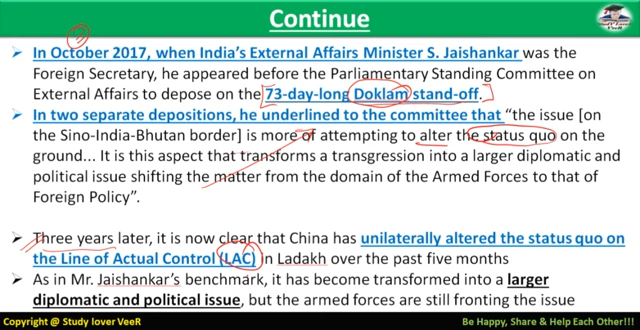 Continue
➢ In October 2017, when India's External Affairs Minister S. Jaishankar was the
Foreign Secretary, he appeared before the Parliamentary Standing Committee on
External Affairs to depose on the [73-day-long Doklam stand-off.]
➢ In two separate depositions, he underlined to the committee that “the issue [on
the Sino-India-Bhutan border] is more of attempting to alter the status quo on the
ground... It is this aspect that transforms a transgression into a larger diplomatic and
political issue shifting the matter from the domain of the Armed Forces to that of
Foreign Policy”.
➢ Three years later, it is now clear that China has unilaterally altered the status quo on
the Line of Actual Control (LAC) in Ladakh over the past five months
➢ As in Mr. Jaishankar's benchmark, it has become transformed into a larger
diplomatic and political issue, but the armed forces are still fronting the issue
Copyright @ Study lover VeeR
Be Happy, Share & Help Each Other!!!